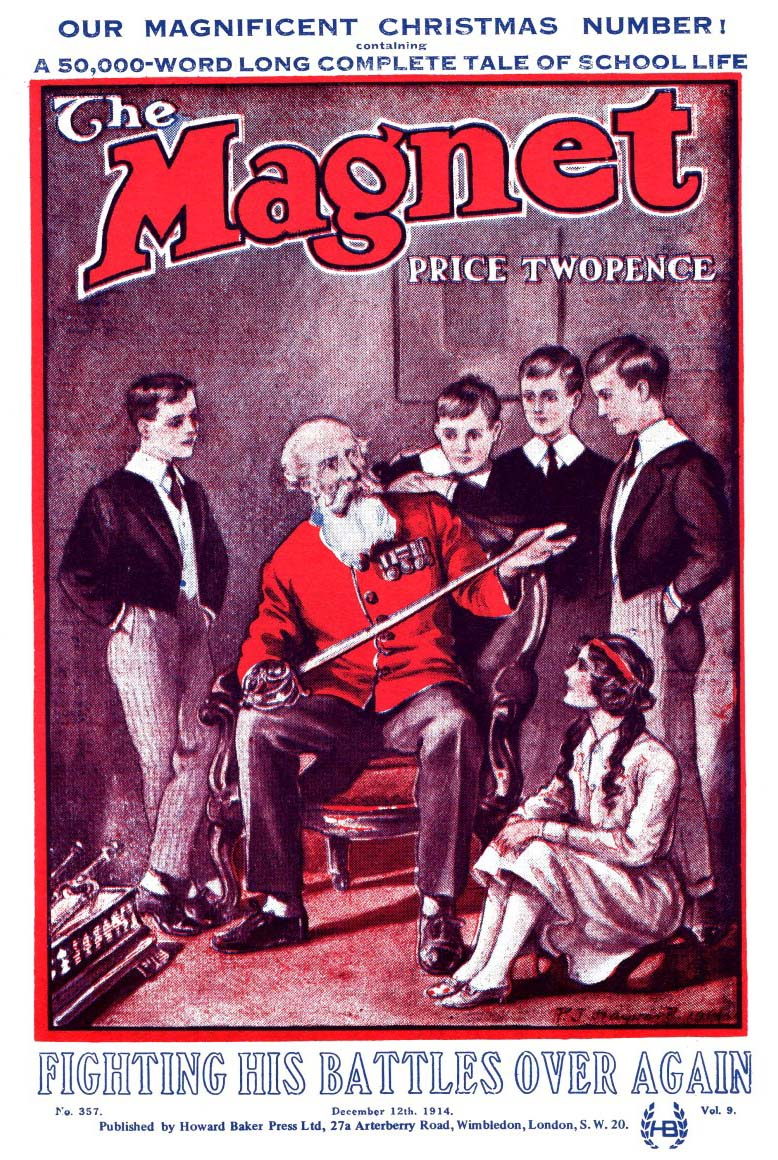 OUR MAGNIFICENT CHRISTMAS NUMBER!
containing
A 50,000-WORD LONG COMPLETE TALE OF SCHOOL LIFE
The
Magnet
PRICE TWOPENCE
FIGHTING HIS BATTLES OVER AGAIN
No. 357.
December 12th. 1914.
Vol. 9.
Published by Howard Baker Press Ltd, 27a Arterberry Road, Wimbledon, London, S.W. 20.
HB